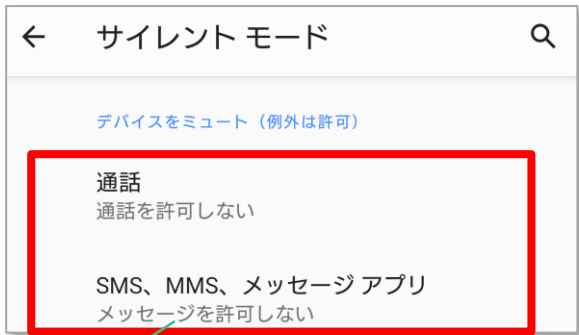 サイレント モード
デバイスをミュート（例外は許可）
通話
通話を許可しない
SMS、MMS、メッセージ アプリ
メッセージを許可しない